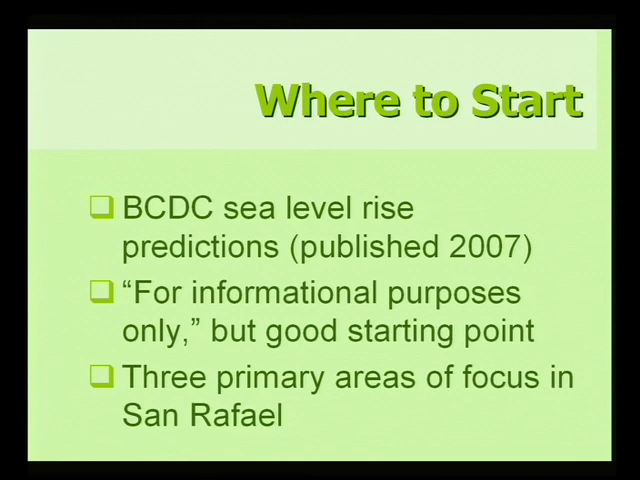 Where to Start
BCDC sea level rise
predictions (published 2007)
“For informational purposes
only,” but good starting point
Three primary areas of focus in
San Rafael